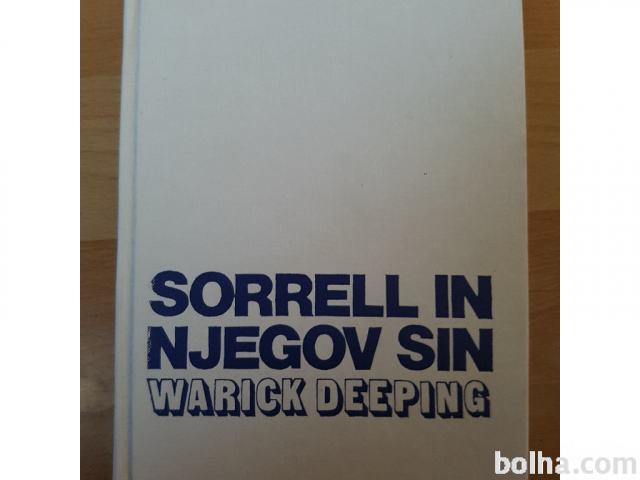 SORRELL IN
NJEGOV SIN
WARICK DEEPING
bolha.com